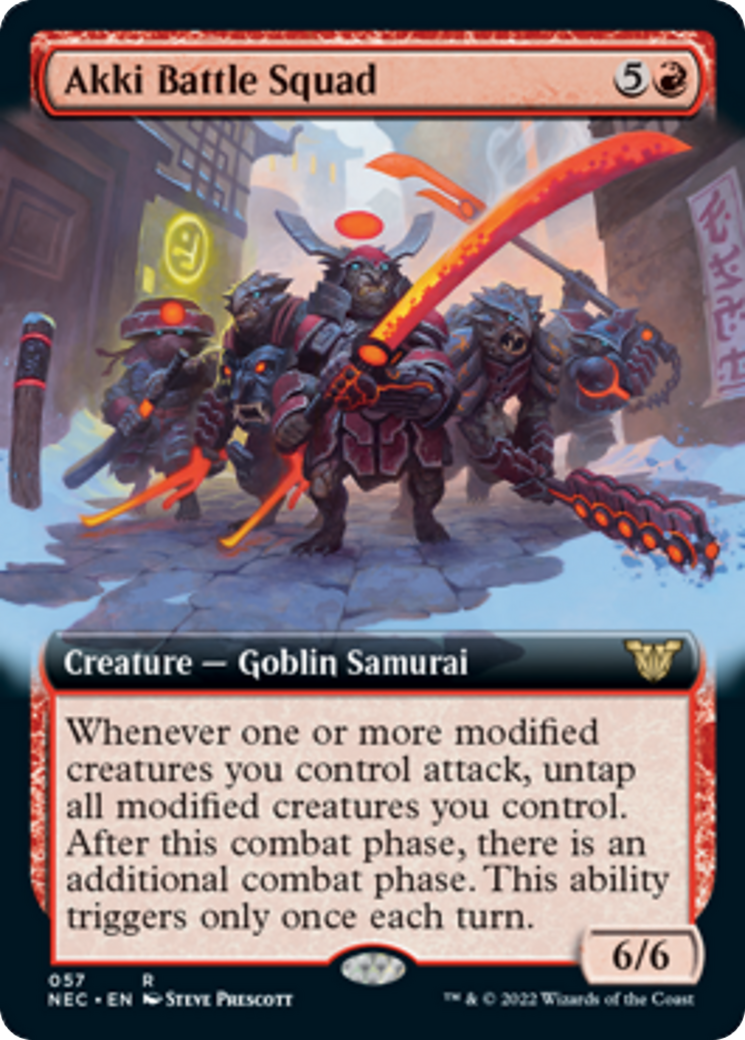 Akki Battle Squad 5
Creature — Goblin Samurai
Whenever one or more modified
creatures you control attack, untap
all modified creatures you control.
After this combat phase, there is an
additional combat phase. This ability
triggers only once each turn.
6/6
057 R
NEC • EN Steve Prescott
™ & © 2022 Wizards of the Coast